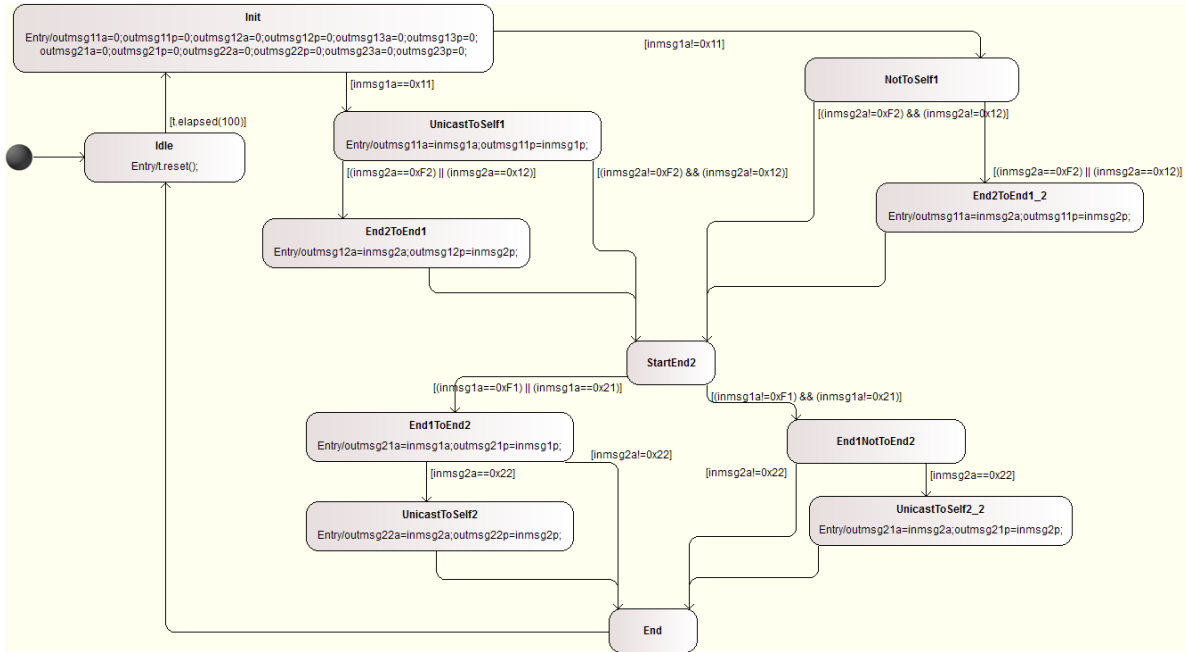 Init
Entry/outmsg11a=0;outmsg11p=0;outmsg12a=0;outmsg12p=0;outmsg13a=0;outmsg13p=0;
outmsg21a=0;outmsg21p=0;outmsg22a=0;outmsg22p=0;outmsg23a=0;outmsg23p=0;
[inmsg1a!=0x11]
[inmsg1a==0x11]
NotToSelf1
[t.elapsed(100)]
UnicastToSelf1
Entry/outmsg11a=inmsg1a;outmsg11p=inmsg1p;
[(inmsg2a!=0xF2) && (inmsg2a!=0x12)]
Idle
Entry/t.reset();
[(inmsg2a==0xF2) || (inmsg2a==0x12)]
[(inmsg2a!=0xF2) && (inmsg2a!=0x12)]
[(inmsg2a==0xF2) || (inmsg2a==0x12)]
End2ToEnd1_2
Entry/outmsg11a=inmsg2a;outmsg11p=inmsg2p;
End2ToEnd1
Entry/outmsg12a=inmsg2a;outmsg12p=inmsg2p;
StartEnd2
[(inmsg1a==0xF1) || (inmsg1a==0x21)]
[(inmsg1a!=0xF1) && (inmsg1a!=0x21)]
End1ToEnd2
Entry/outmsg21a=inmsg1a;outmsg21p=inmsg1p;
End1NotToEnd2
[inmsg2a!=0x22]
[inmsg2a==0x22]
[inmsg2a!=0x22]
[inmsg2a==0x22]
UnicastToSelf2
Entry/outmsg22a=inmsg2a;outmsg22p=inmsg2p;
UnicastToSelf2_2
Entry/outmsg21a=inmsg2a;outmsg21p=inmsg2p;
End